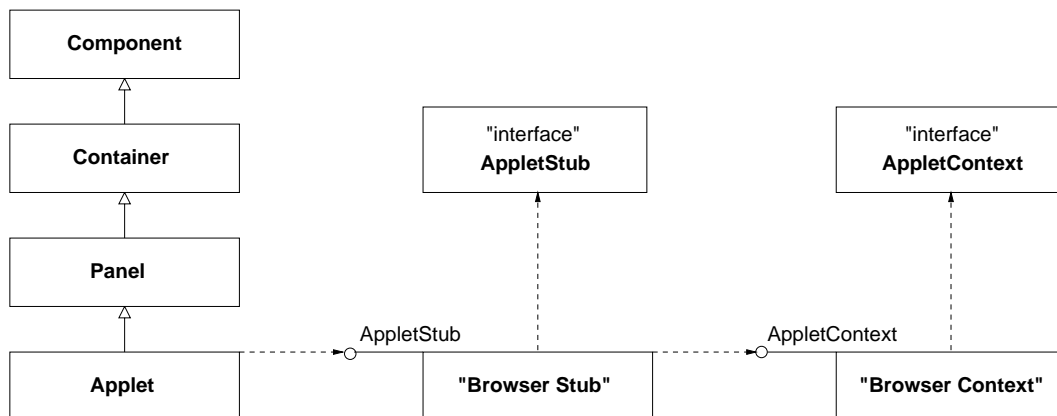 Component
Container
Panel
Applet
"interface"
AppletStub
"interface"
AppletContext
AppletStub
"Browser Stub"
AppletContext
"Browser Context"